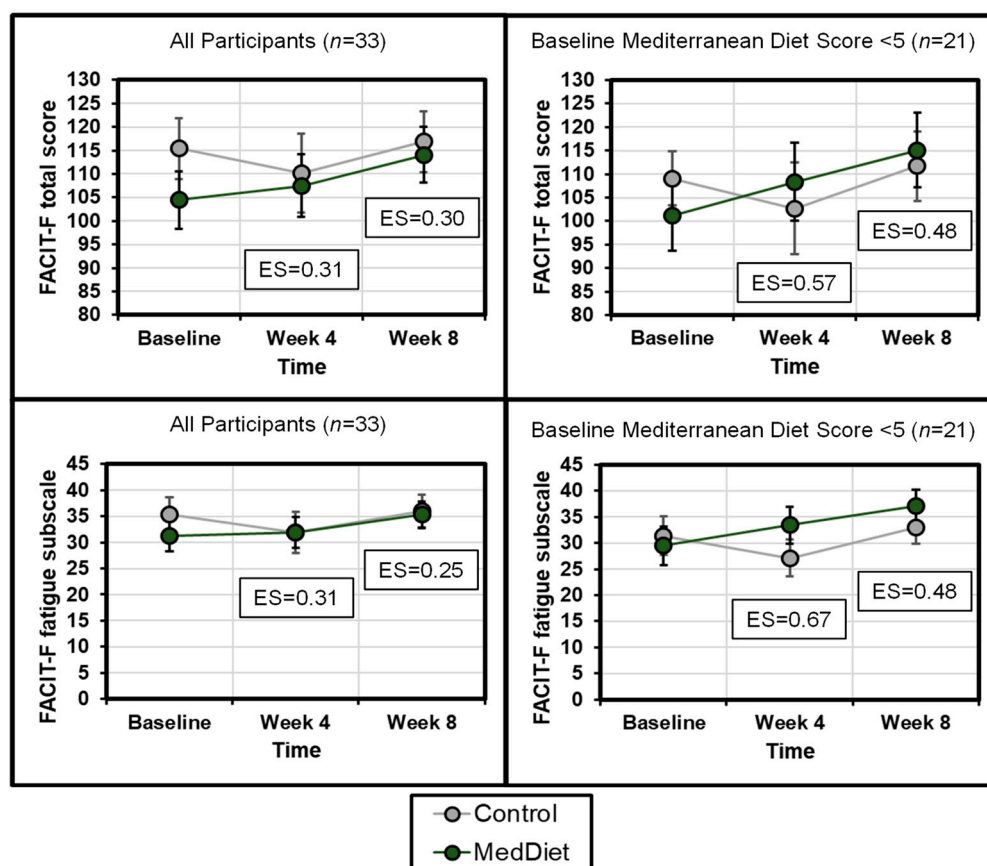 All Participants (n=33)
FACIT-F total score
130
125
120
115
110
105
100
95
90
85
80
ES=0.31
ES=0.30
Baseline Week 4 Week 8
Time
Baseline Mediterranean Diet Score <5 (n=21)
FACIT-F total score
130
125
120
115
110
105
100
95
90
85
80
ES=0.57
ES=0.48
Baseline Week 4 Week 8
Time
All Participants (n=33)
FACIT-F fatigue subscale
45
40
35
30
25
20
15
10
5
0
ES=0.31
ES=0.25
Baseline Week 4 Week 8
Time
Baseline Mediterranean Diet Score <5 (n=21)
FACIT-F fatigue subscale
45
40
35
30
25
20
15
10
5
0
ES=0.67
ES=0.48
Baseline Week 4 Week 8
Time
Control
MedDiet